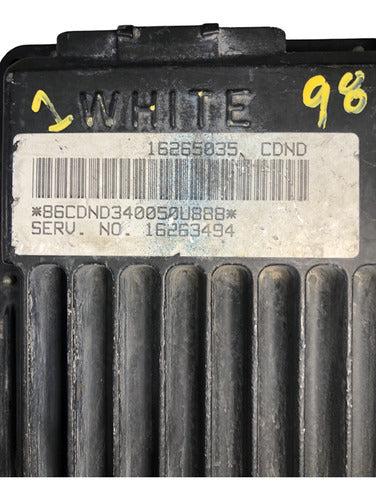 1 WHITE 98
16265035 CDND
*86CDND340050U888*
SERV. NO. 16263494